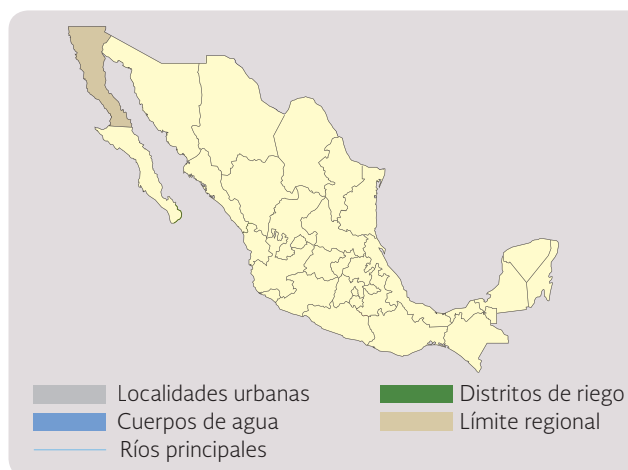 Localidades urbanas
Cuerpos de agua
Ríos principales
Distritos de riego
Límite regional